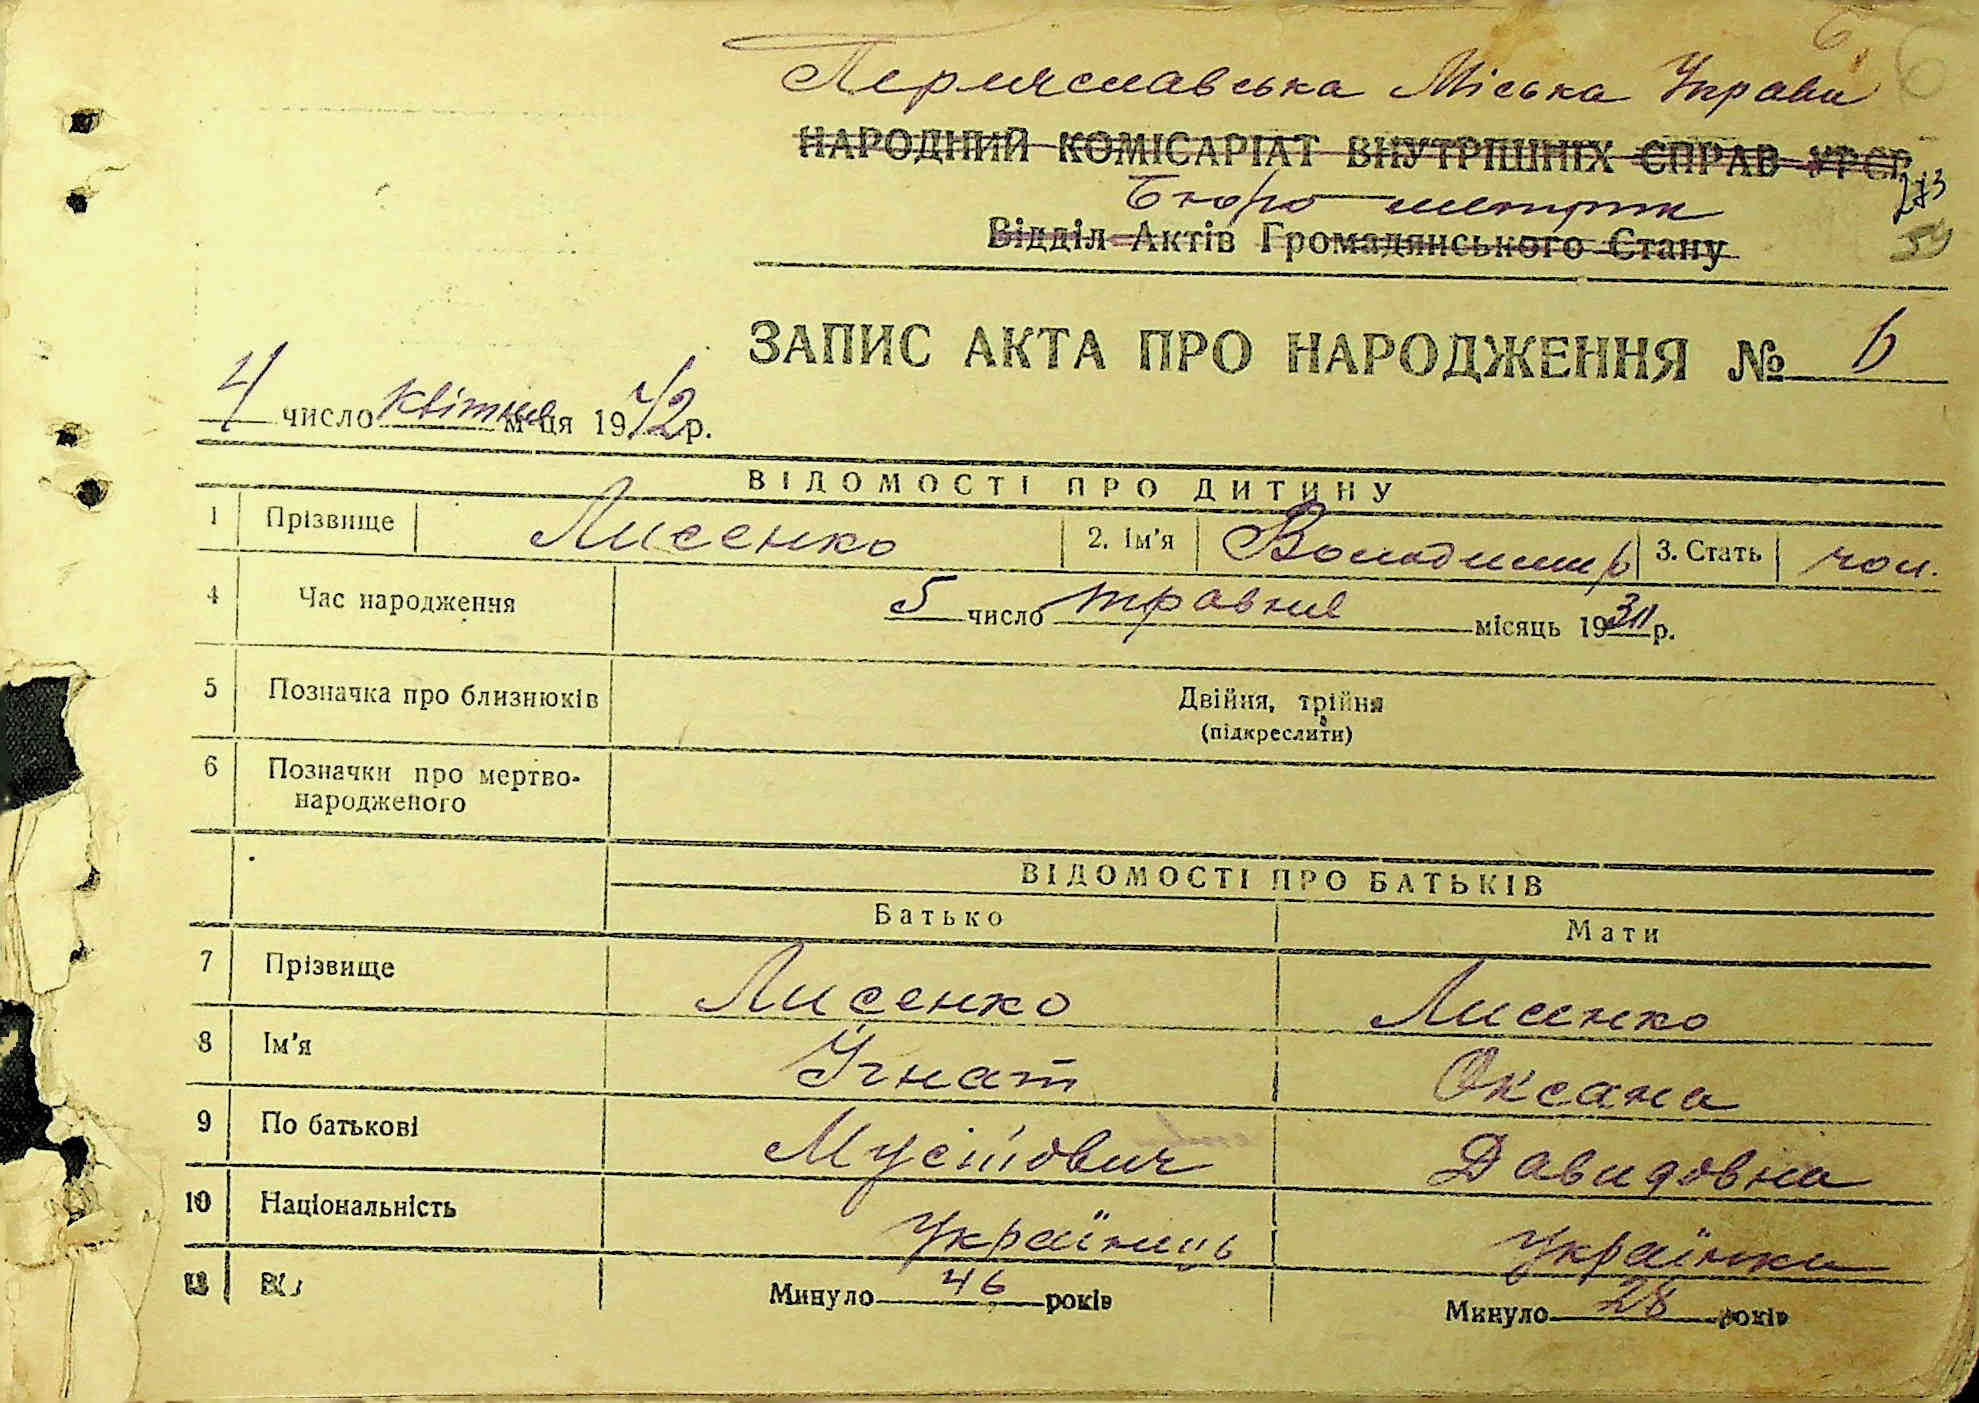 6
Переяславська Міська Управа
НАРОДНИЙ КОМІСАРІАТ ВНУТРІШНІХ СПРАВ УРСР
Бюро метрик
Відділ Актів Громадянського Стану
ЗАПИС АКТА ПРО НАРОДЖЕННЯ № 6
4 число квітня м-ця 1942 р.
ВІДОМОСТІ ПРО ДИТИНУ
1 Прізвище Лисенко 2. Ім'я Володимир 3. Стать чол.
4 Час народження 5 число травня місяць 19 р.
5 Позначка про близнюків Двійня, трійня
(підкреслити)
6 Позначки про мертво-
народженого
ВІДОМОСТІ ПРО БАТЬКІВ
Батько Мати
7 Прізвище Лисенко Лисенко
8 Ім'я Ігнат Оксана
9 По батькові Давидовна
10 Національність Українець Українка
Минуло 46 років Минуло 28 років